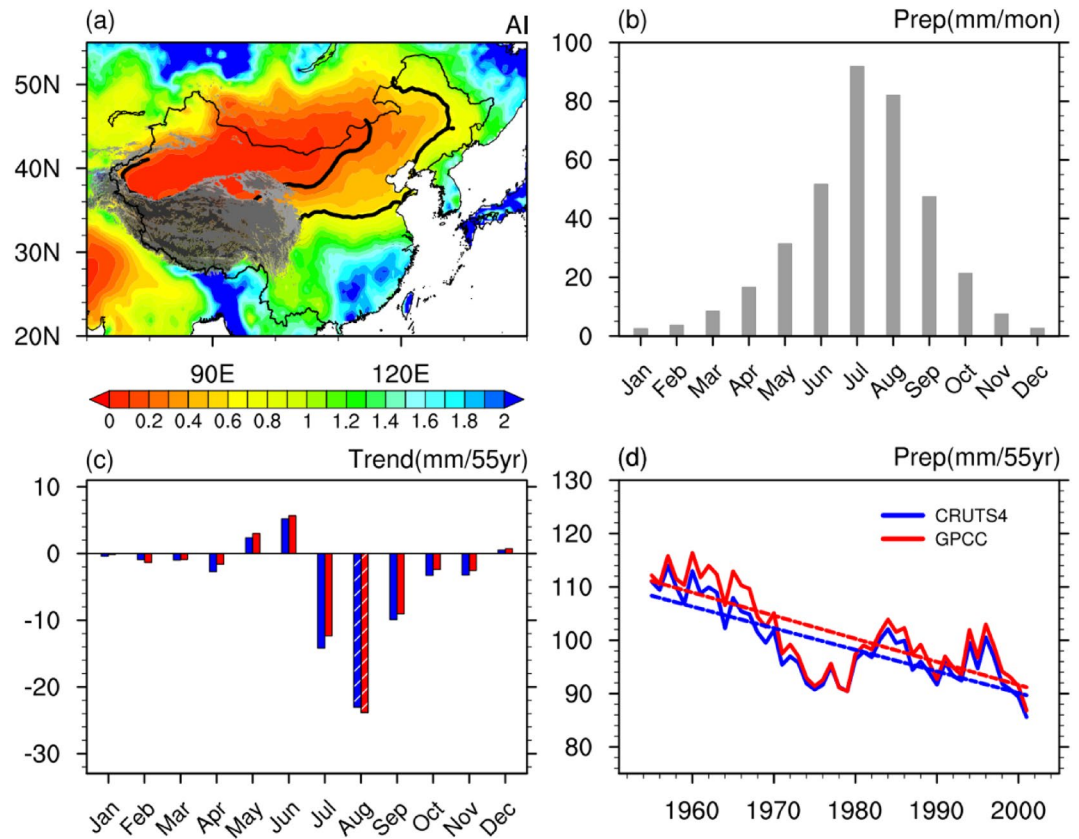 (a) AI
50N
40N
30N
20N
90E 120E
0 0.2 0.4 0.6 0.8 1 1.2 1.4 1.6 1.8 2
(b) Prep(mm/mon)
100
80
60
40
20
0
Jan Feb Mar Apr May Jun Jul Aug Sep Oct Nov Dec
(c) Trend(mm/55yr)
10
0
-10
-20
-30
Jan Feb Mar Apr May Jun Jul Aug Sep Oct Nov Dec
(d) Prep(mm/55yr)
130
120
110
100
90
80
CRUTS4
GPCC
1960 1970 1980 1990 2000